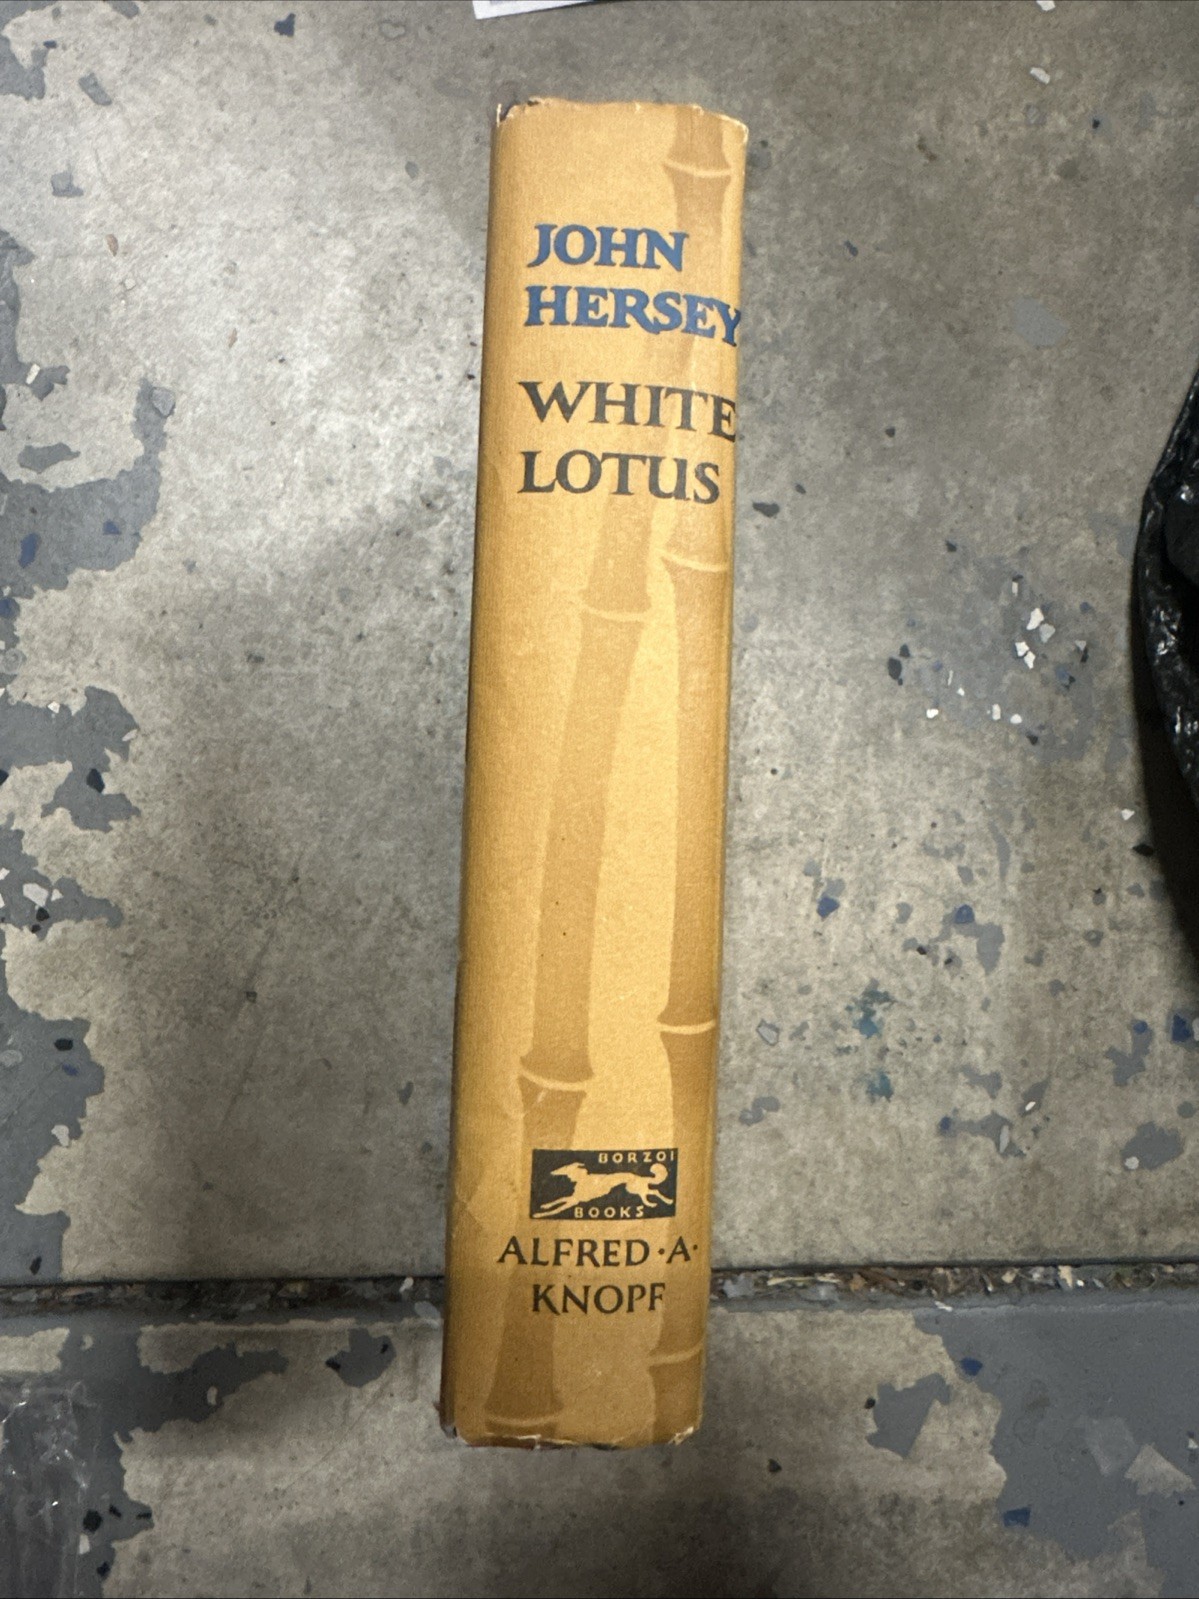 JOHN
HERSEY
WHITE
LOTUS
BORZOI
BOOKS
ALFRED·A·
KNOPF